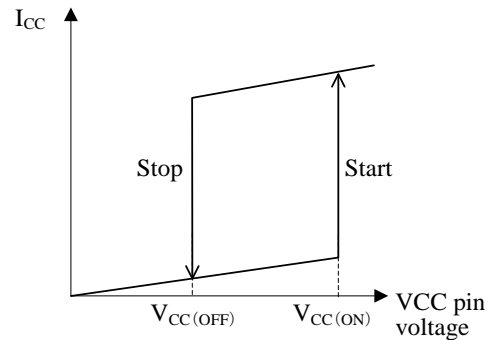 ICC
Stop
Start
VCC(OFF)
VCC(ON)
VCC pin
voltage